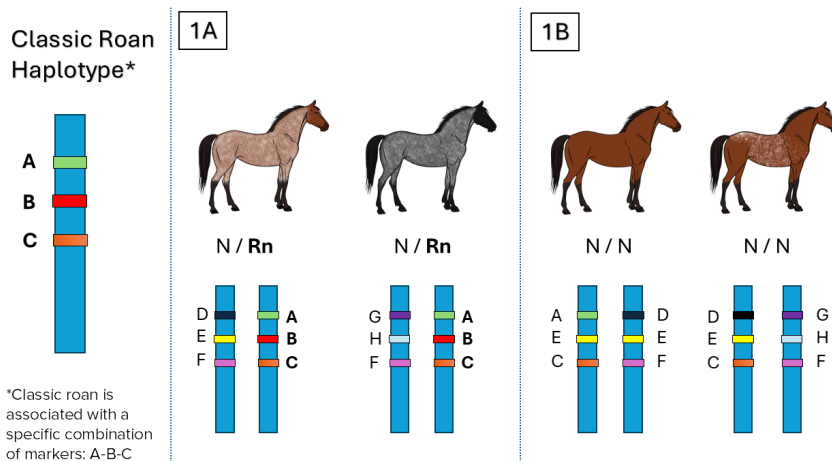 Classic Roan
Haplotype*
A
B
C
*Classic roan is
associated with a
specific combination
of markers: A-B-C
1A
N / Rn
D A
E B
F C
N / Rn
G A
H B
F C
1B
N / N
A D
E E
C F
N / N
D G
E H
C F